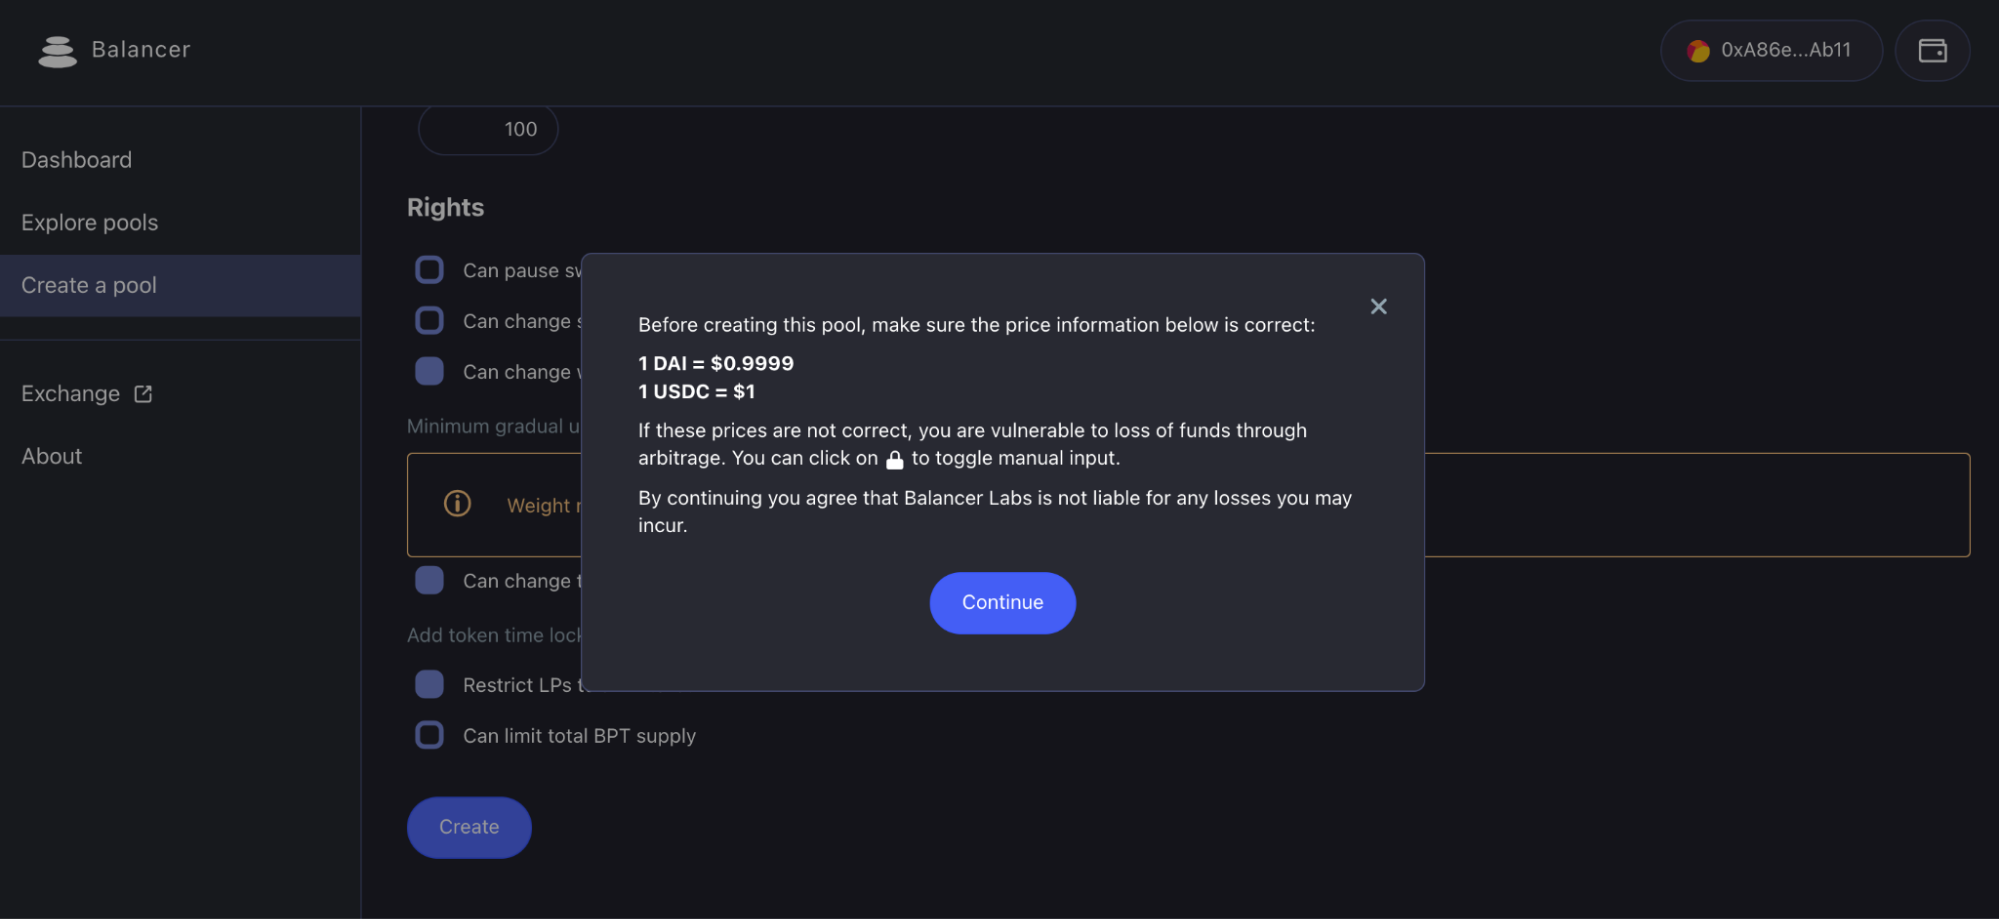 Balancer
0xA86e...Ab11
Dashboard
Explore pools
Create a pool
Exchange
About
100
Rights
Can pause
Can change
Can change
Minimum gradual
Weight
Can change
Add token time
Restrict LPs
Can limit total BPT supply
Create
Before creating this pool, make sure the price information below is correct:
1 DAI = $0.9999
1 USDC = $1
If these prices are not correct, you are vulnerable to loss of funds through
arbitrage. You can click on to toggle manual input.
By continuing you agree that Balancer Labs is not liable for any losses you may
incur.
Continue